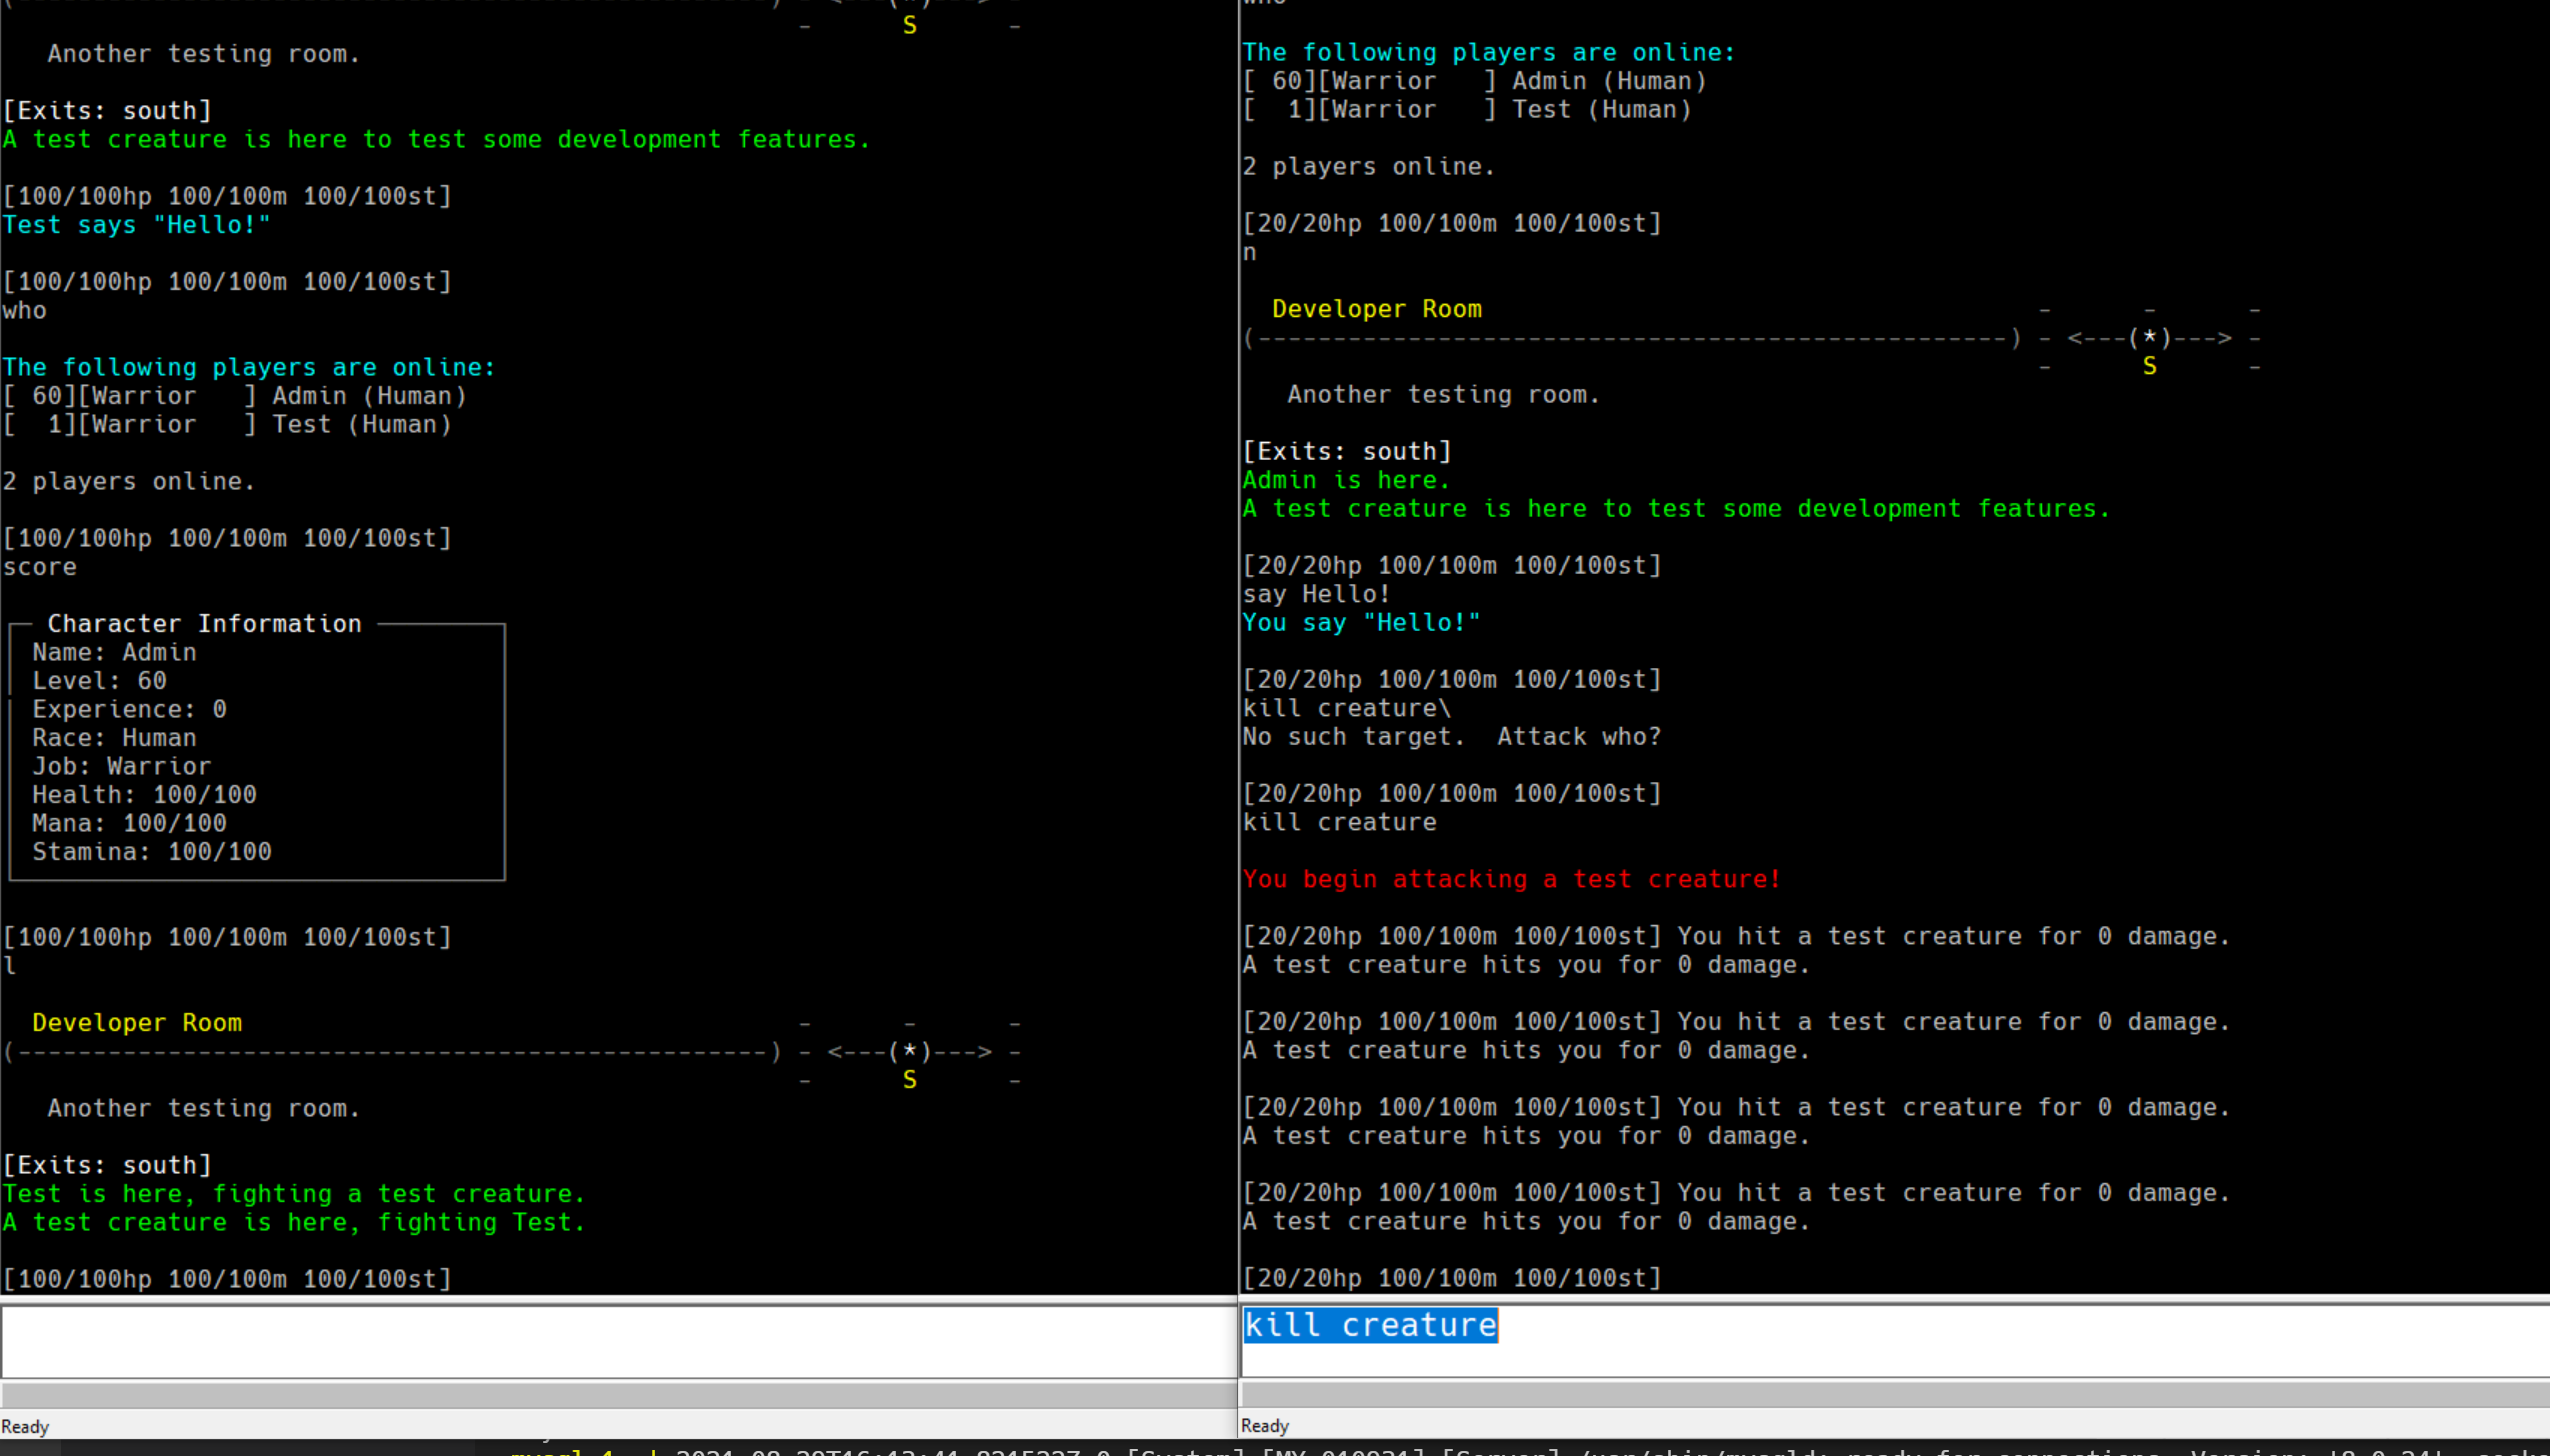 (--------------------------------------------------) - <---(*)---> -
- S -
Another testing room.
[Exits: south]
A test creature is here to test some development features.
[100/100hp 100/100m 100/100st]
Test says "Hello!"
[100/100hp 100/100m 100/100st]
who
The following players are online:
[ 60][Warrior   ] Admin (Human)
[  1][Warrior   ] Test (Human)
2 players online.
[100/100hp 100/100m 100/100st]
score
Character Information
Name: Admin
Level: 60
Experience: 0
Race: Human
Job: Warrior
Health: 100/100
Mana: 100/100
Stamina: 100/100
[100/100hp 100/100m 100/100st]
l
Developer Room - - -
(--------------------------------------------------) - <---(*)---> -
- S -
Another testing room.
[Exits: south]
Test is here, fighting a test creature.
A test creature is here, fighting Test.
[100/100hp 100/100m 100/100st]
Ready
who
The following players are online:
[ 60][Warrior   ] Admin (Human)
[  1][Warrior   ] Test (Human)
2 players online.
[20/20hp 100/100m 100/100st]
n
Developer Room - - -
(--------------------------------------------------) - <---(*)---> -
- S -
Another testing room.
[Exits: south]
Admin is here.
A test creature is here to test some development features.
[20/20hp 100/100m 100/100st]
say Hello!
You say "Hello!"
[20/20hp 100/100m 100/100st]
kill creature\
No such target.  Attack who?
[20/20hp 100/100m 100/100st]
kill creature
You begin attacking a test creature!
[20/20hp 100/100m 100/100st] You hit a test creature for 0 damage.
A test creature hits you for 0 damage.
[20/20hp 100/100m 100/100st] You hit a test creature for 0 damage.
A test creature hits you for 0 damage.
[20/20hp 100/100m 100/100st] You hit a test creature for 0 damage.
A test creature hits you for 0 damage.
[20/20hp 100/100m 100/100st] You hit a test creature for 0 damage.
A test creature hits you for 0 damage.
[20/20hp 100/100m 100/100st]
kill creature
Ready